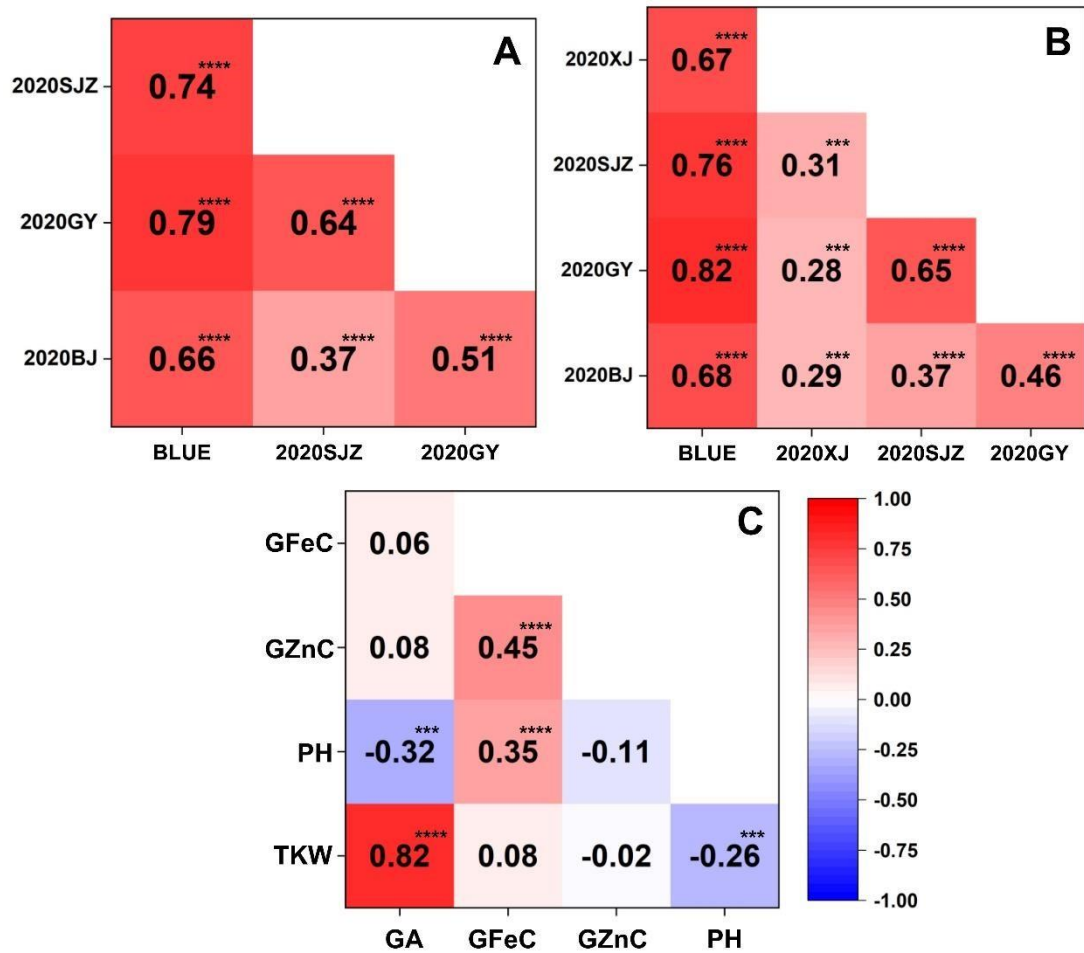 A
2020SJZ 0.74****
2020GY 0.79**** 0.64****
2020BJ 0.66**** 0.37**** 0.51****
BLUE 2020SJZ 2020GY
B
2020XJ 0.67****
2020SJZ 0.76**** 0.31***
2020GY 0.82**** 0.28*** 0.65****
2020BJ 0.68**** 0.29*** 0.37**** 0.46****
BLUE 2020XJ 2020SJZ 2020GY
C
GFeC 0.06
GZnC 0.08 0.45****
PH -0.32*** 0.35**** -0.11
TKW 0.82**** 0.08 -0.02 -0.26***
GA GFeC GZnC PH
1.00
0.75
0.50
0.25
0.00
-0.25
-0.50
-0.75
-1.00